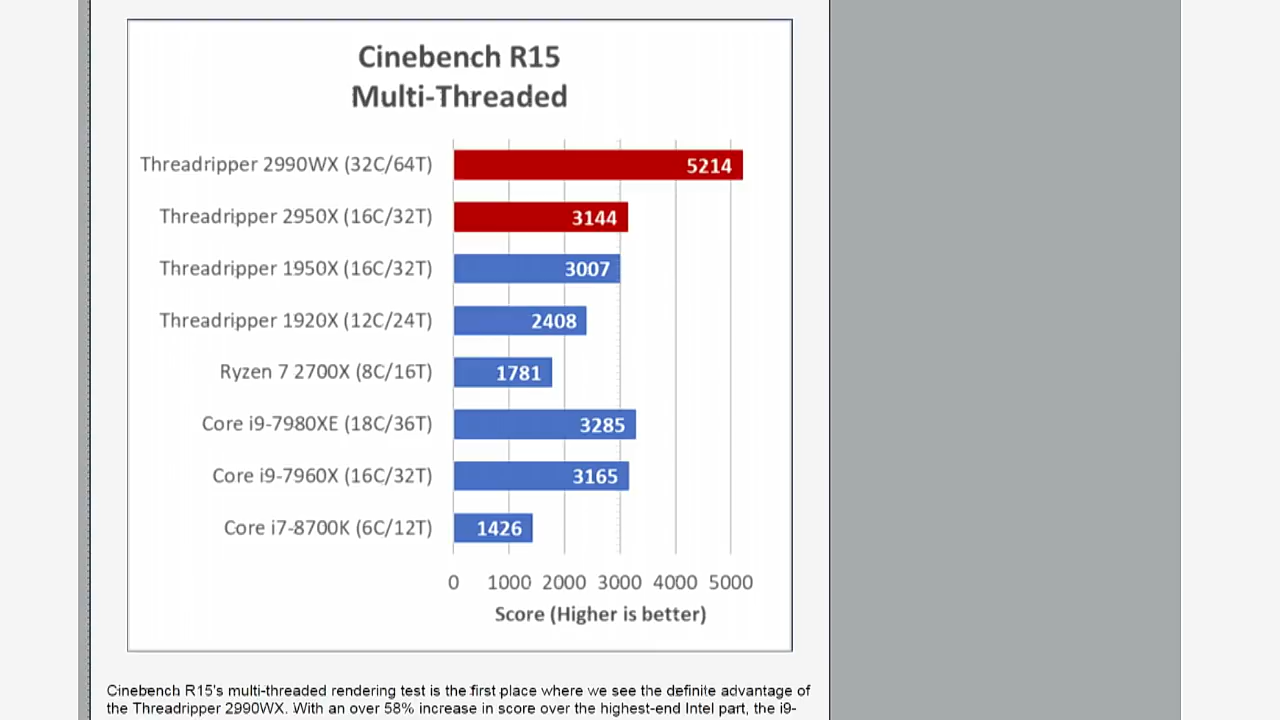 Cinebench R15
Multi-Threaded
Threadripper 2990WX (32C/64T) 5214
Threadripper 2950X (16C/32T) 3144
Threadripper 1950X (16C/32T) 3007
Threadripper 1920X (12C/24T) 2408
Ryzen 7 2700X (8C/16T) 1781
Core i9-7980XE (18C/36T) 3285
Core i9-7960X (16C/32T) 3165
Core i7-8700K (6C/12T) 1426
0 1000 2000 3000 4000 5000
Score (Higher is better)
Cinebench R15's multi-threaded rendering test is the first place where we see the definite advantage of
the Threadripper 2990WX. With an over 58% increase in score over the highest-end Intel part, the i9-